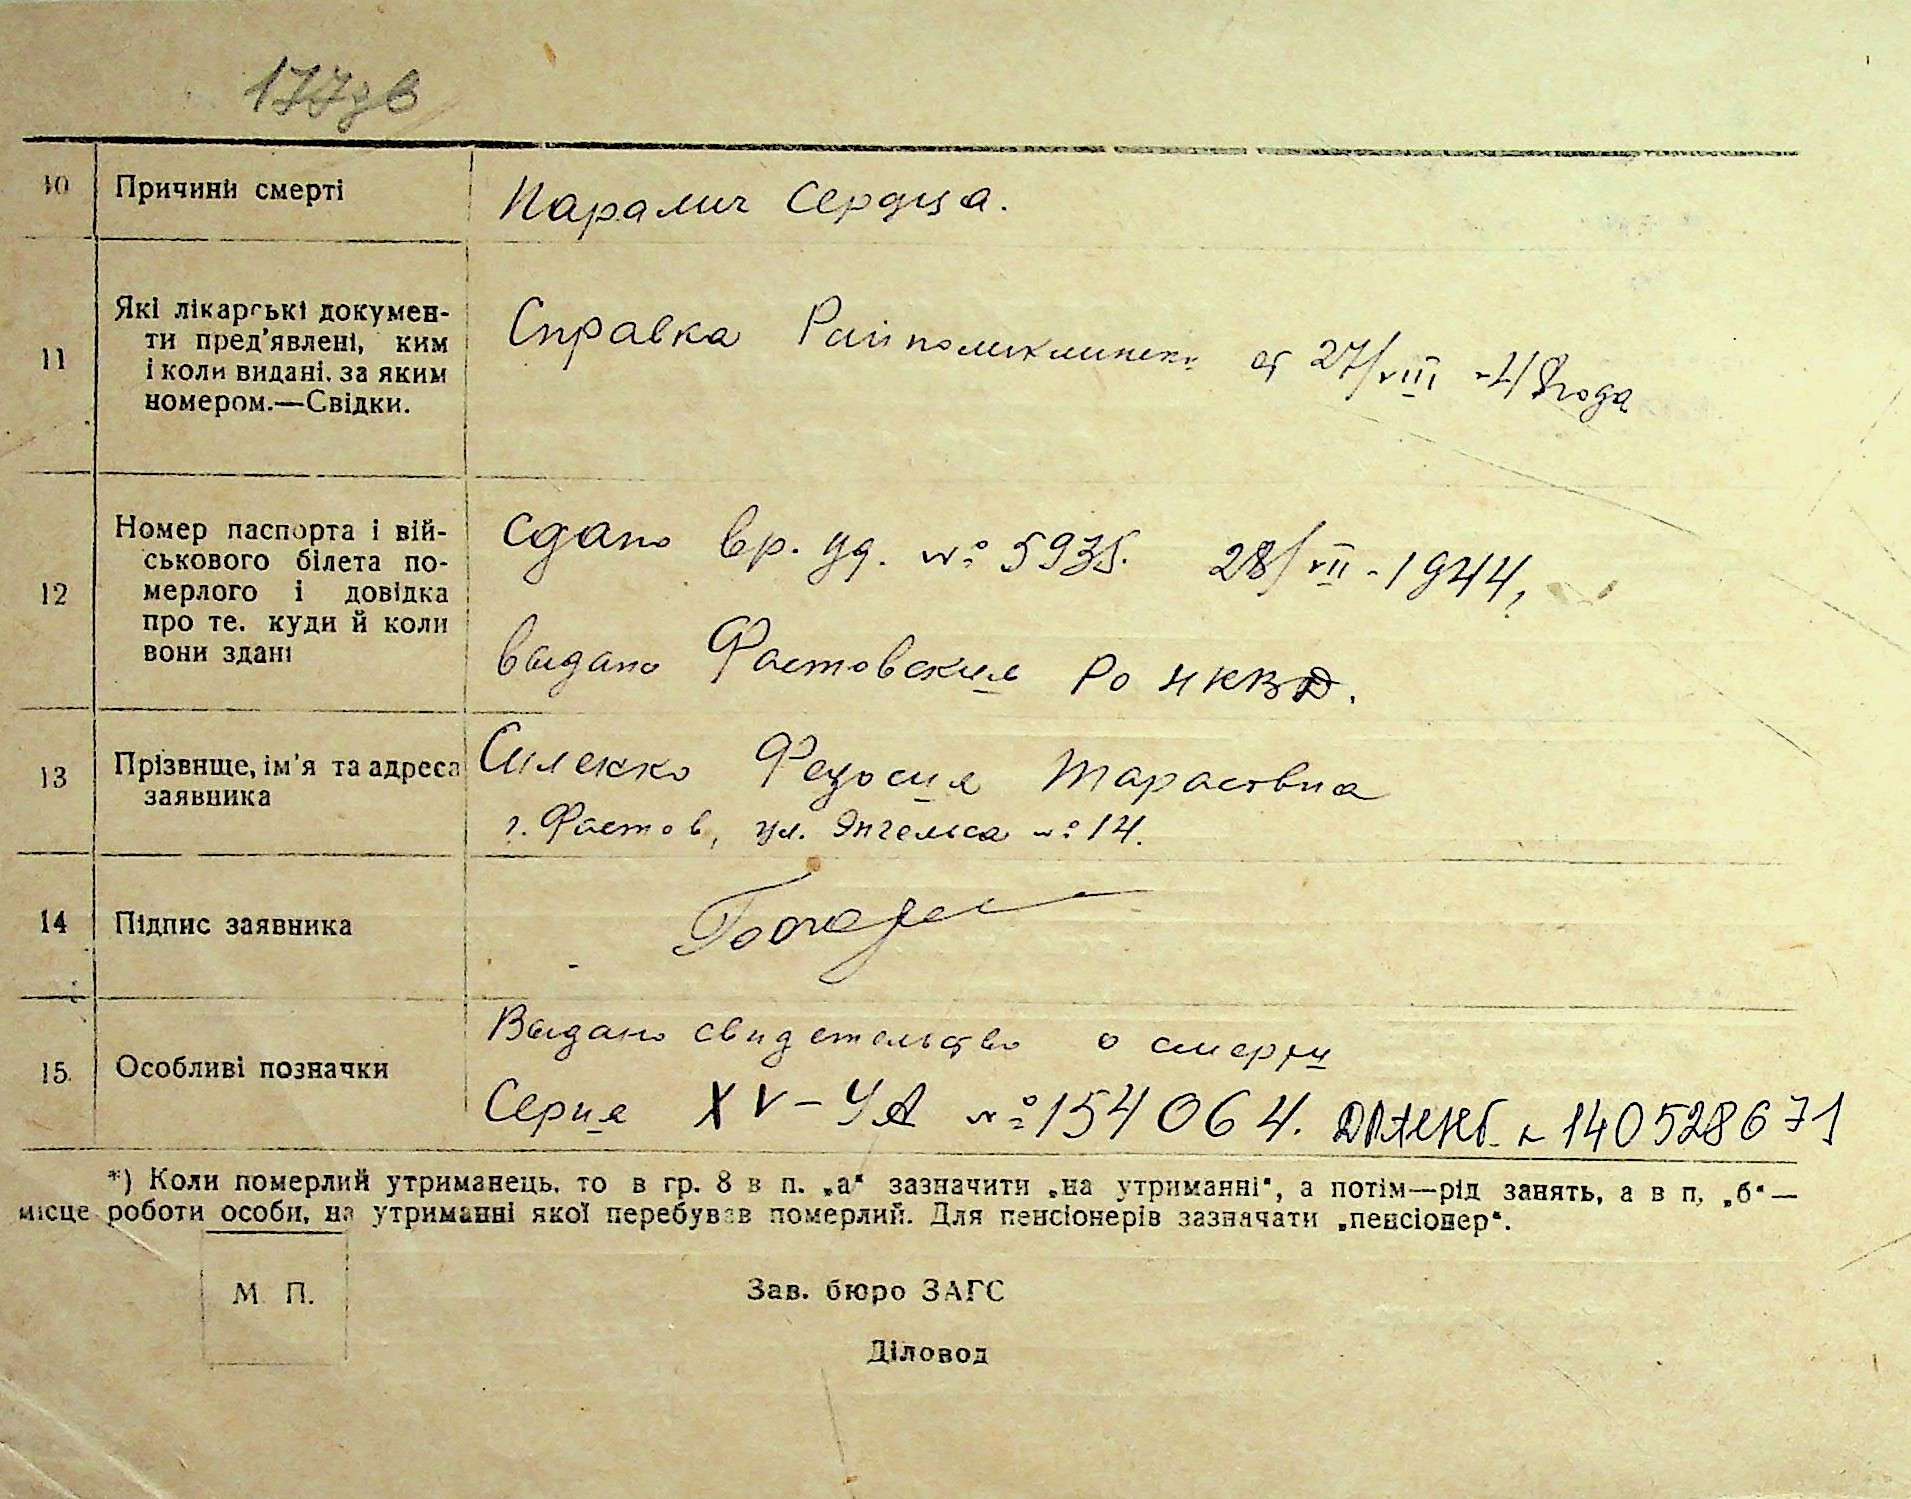 177зв
10 Причини смерті Паралич Сердца.
11 Які лікарські докумен-
ти пред'явлені, ким
і коли видані, за яким
номером.—Свідки.
Справка Райполиклиники от 27/VIII-48 года
12 Номер паспорта і вій-
ськового білета по-
мерлого і довідка
про те, куди й коли
вони здані
Сдано вр. уд. № 5935. 28/VII-1944,
выдано Фастовским РО НКВД.
13 Прізвище, ім'я та адреса
заявника
Феодосия Тарасовна
г. Фастов, ул. Энгельса № 14.
14 Підпис заявника
15. Особливі позначки
Выдано свидетельство о смерти
Серия XV-УА № 154064. 140528671
*) Коли померлий утриманець, то в гр. 8 в п. „а“ зазначити „на утриманні“, а потім—рід занять, а в п. „б“—
місце роботи особи, на утриманні якої перебував померлий. Для пенсіонерів зазначати „пенсіонер“.
М. П.
Зав. бюро ЗАГС
Діловод